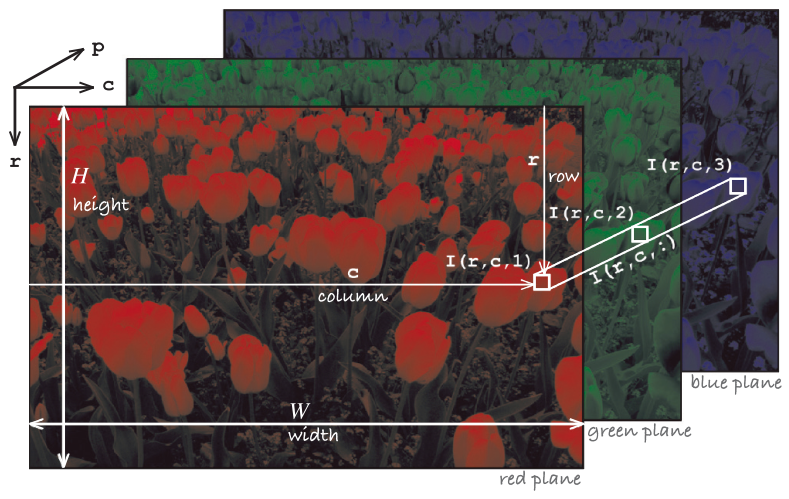 p
c
r
H
height
r
row
I(r,c,3)
I(r,c,2)
I(r,c,1)
I(r,c,:)
c
column
W
width
blue plane
green plane
red plane